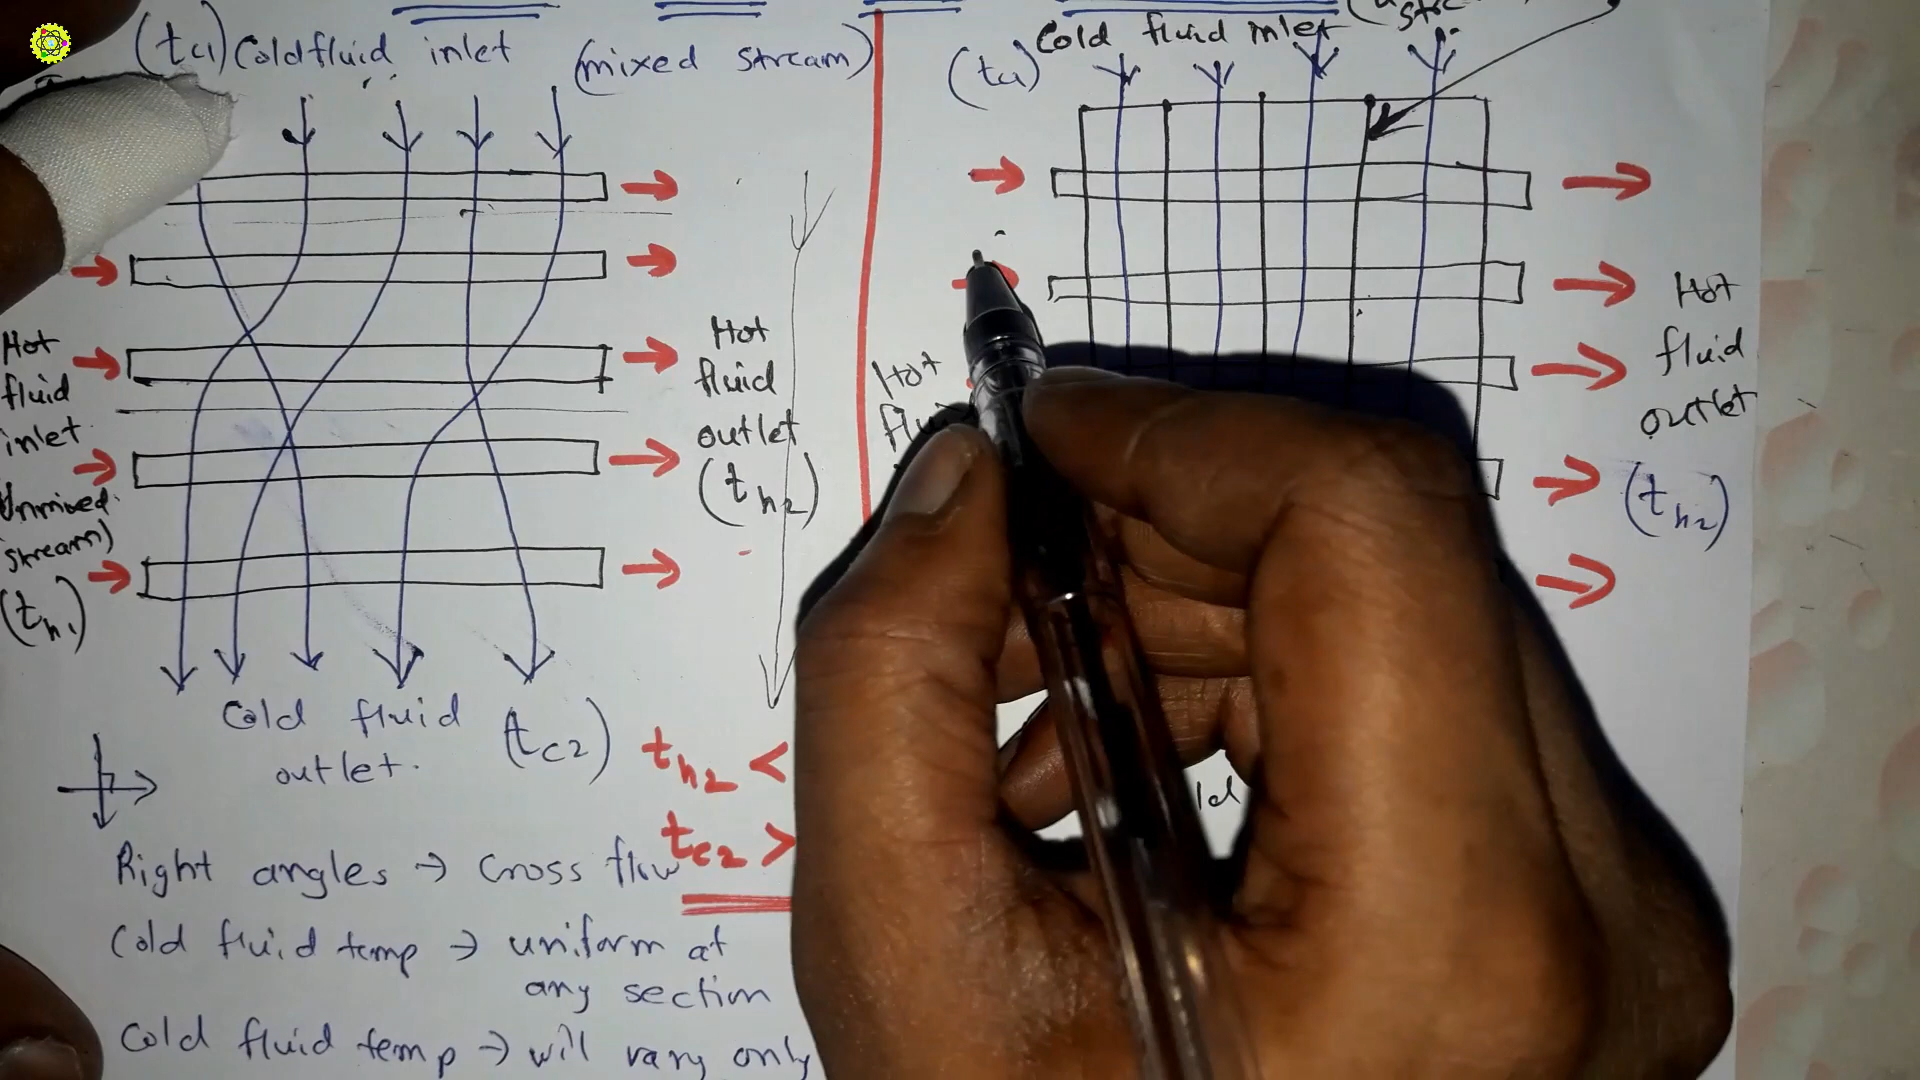 (tc1) Cold fluid inlet (mixed stream)
Hot
fluid
inlet
(Unmixed
stream)
(th1)
Hot
fluid
outlet
(th2)
Cold fluid (tc2)
outlet.
th2 <
tc2 >
Right angles → Cross flow
Cold fluid temp → uniform at
any section
Cold fluid temp → will vary only
Cold fluid inlet
(tc1)
Hot
Hot
fluid
outlet
(th2)